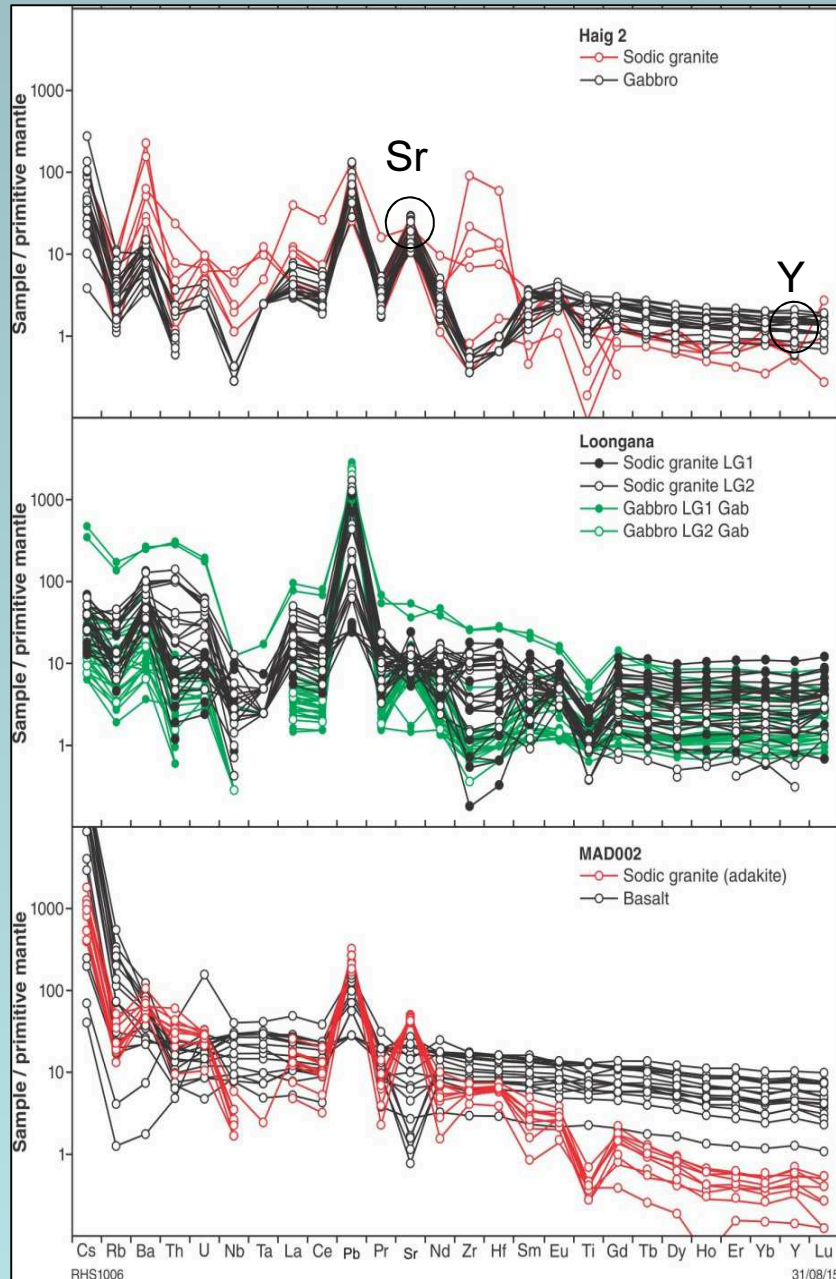 Haig 2
Sodic granite
Gabbro
Sr
Y
1000
100
10
1
Sample / primitive mantle
Loongana
Sodic granite LG1
Sodic granite LG2
Gabbro LG1 Gab
Gabbro LG2 Gab
1000
100
10
1
Sample / primitive mantle
MAD002
Sodic granite (adakite)
Basalt
1000
100
10
1
Sample / primitive mantle
Cs Rb Ba Th U Nb Ta La Ce Pb Pr Sr Nd Zr Hf Sm Eu Ti Gd Tb Dy Ho Er Yb Y Lu
RHS1006 31/08/15